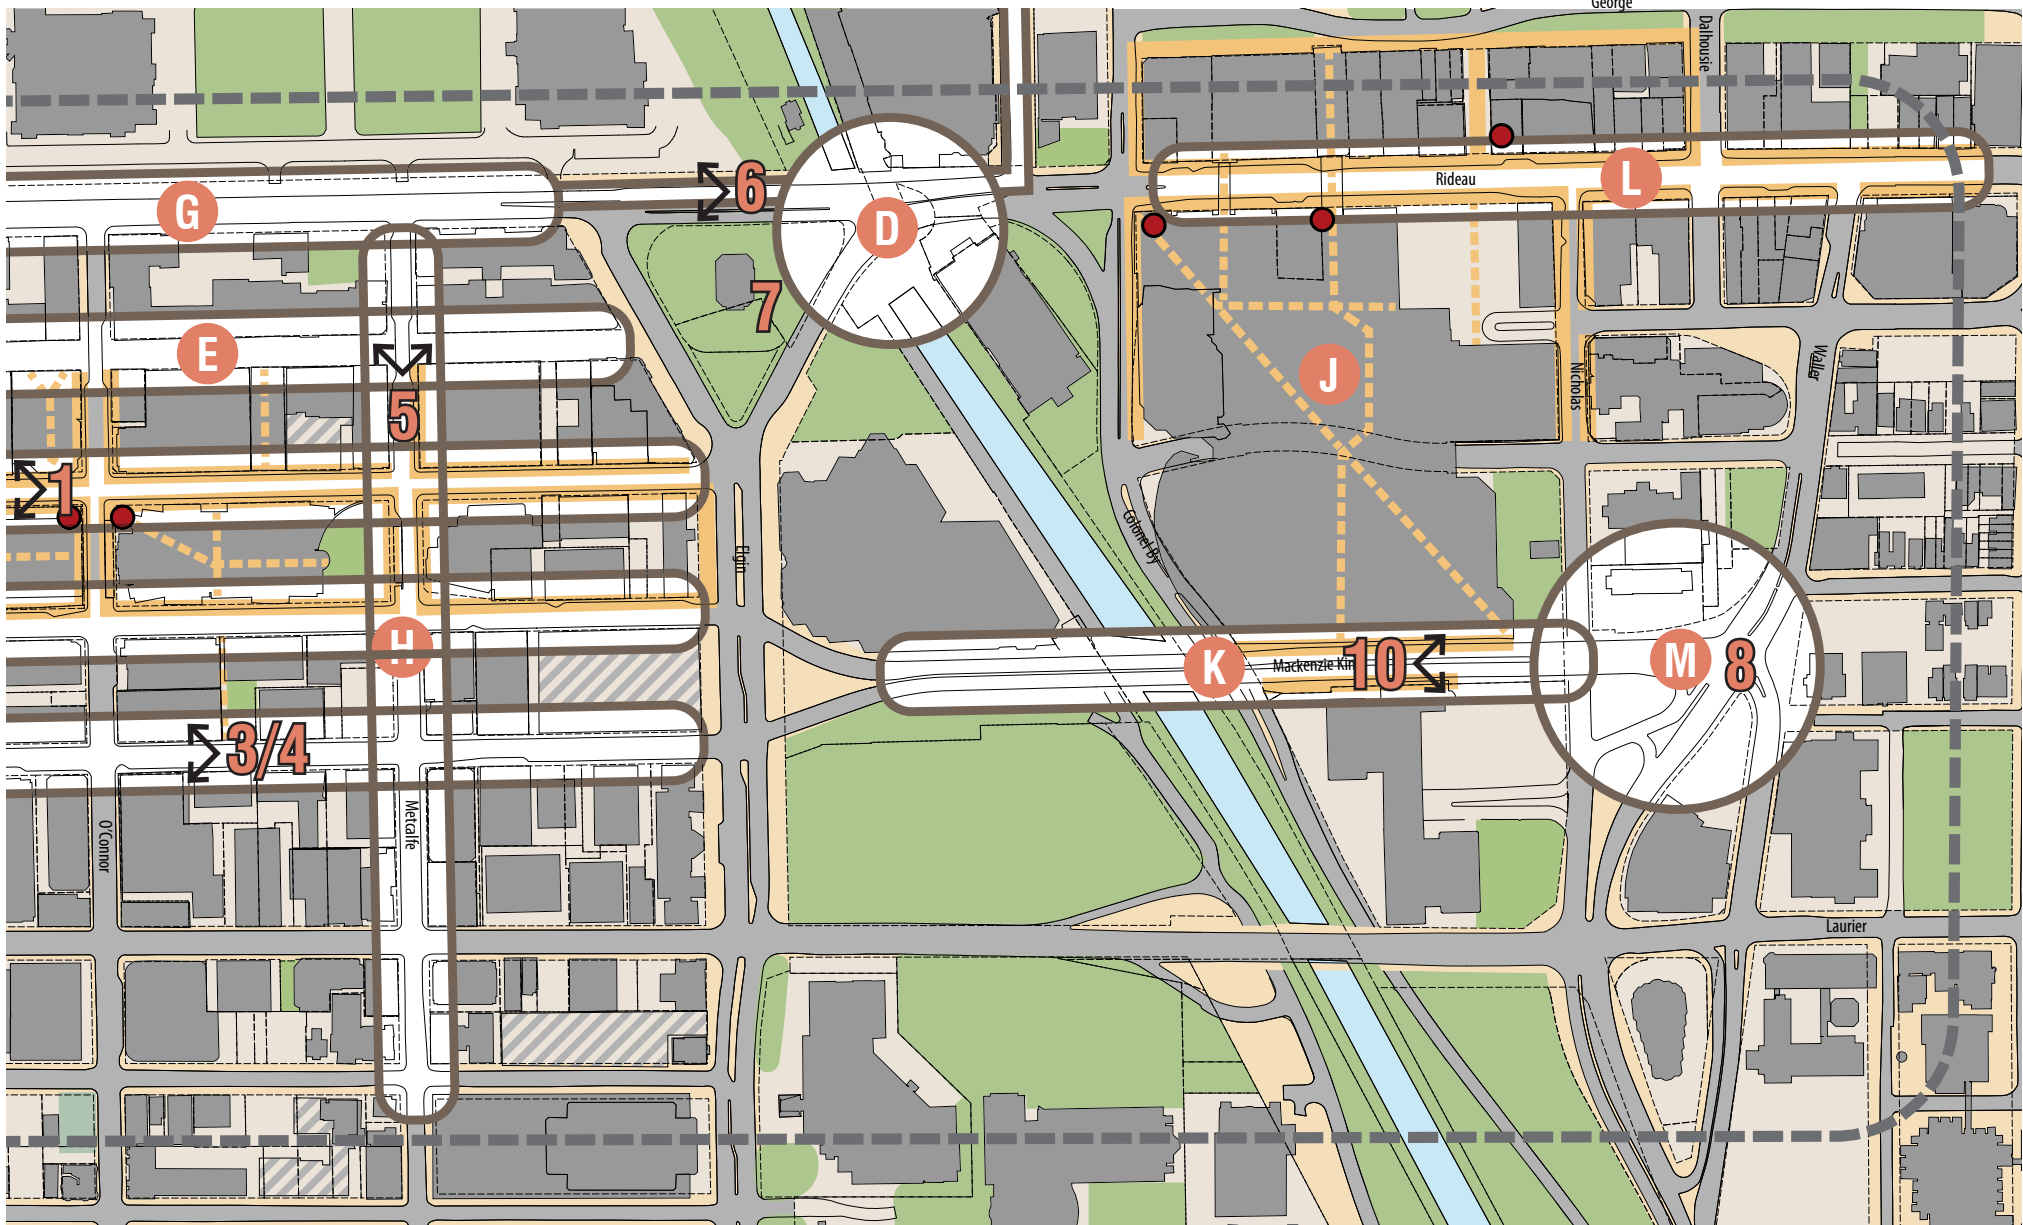 George
Dalhousie
6
G
D
Rideau
L
7
E
5
J
Nicholas
Waller
1
Colonel By
Elgin
H
K
Mackenzie Kin
10
M
8
3/4
O'Connor
Metcalfe
Laurier